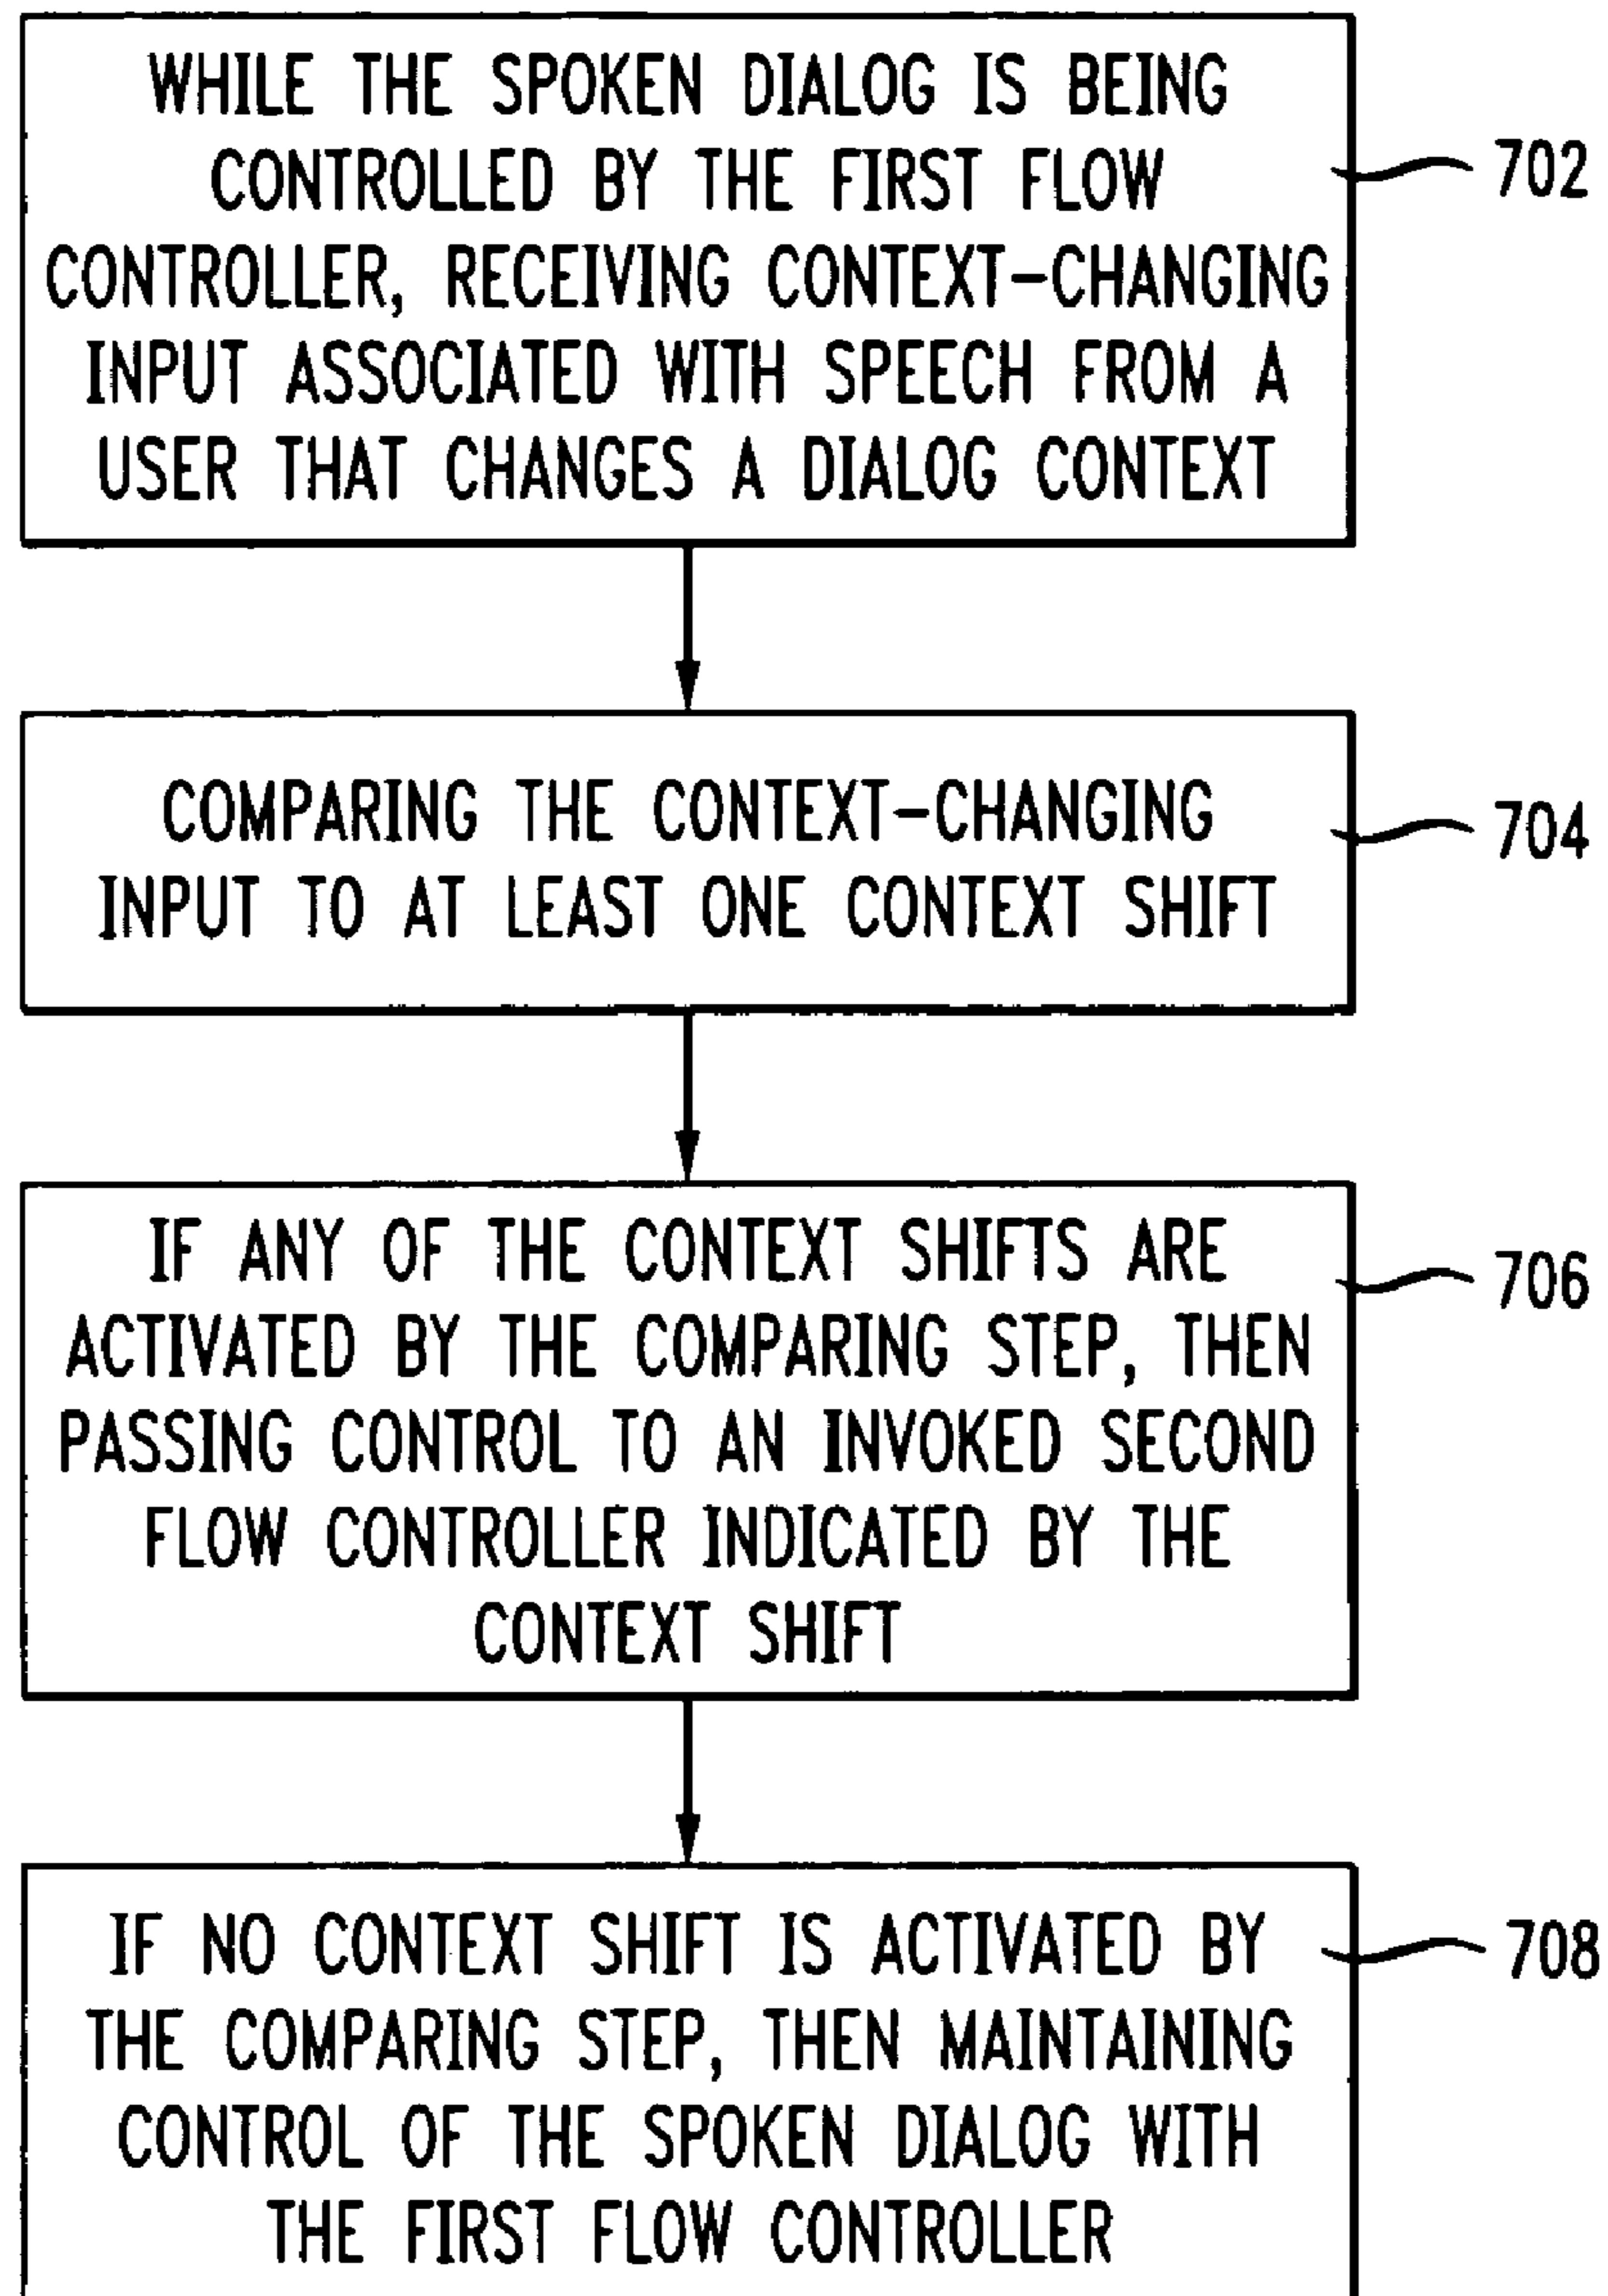 WHILE THE SPOKEN DIALOG IS BEING
CONTROLLED BY THE FIRST FLOW
CONTROLLER, RECEIVING CONTEXT-CHANGING
INPUT ASSOCIATED WITH SPEECH FROM A
USER THAT CHANGES A DIALOG CONTEXT
702
COMPARING THE CONTEXT-CHANGING
INPUT TO AT LEAST ONE CONTEXT SHIFT
704
IF ANY OF THE CONTEXT SHIFTS ARE
ACTIVATED BY THE COMPARING STEP, THEN
PASSING CONTROL TO AN INVOKED SECOND
FLOW CONTROLLER INDICATED BY THE
CONTEXT SHIFT
706
IF NO CONTEXT SHIFT IS ACTIVATED BY
THE COMPARING STEP, THEN MAINTAINING
CONTROL OF THE SPOKEN DIALOG WITH
THE FIRST FLOW CONTROLLER
708